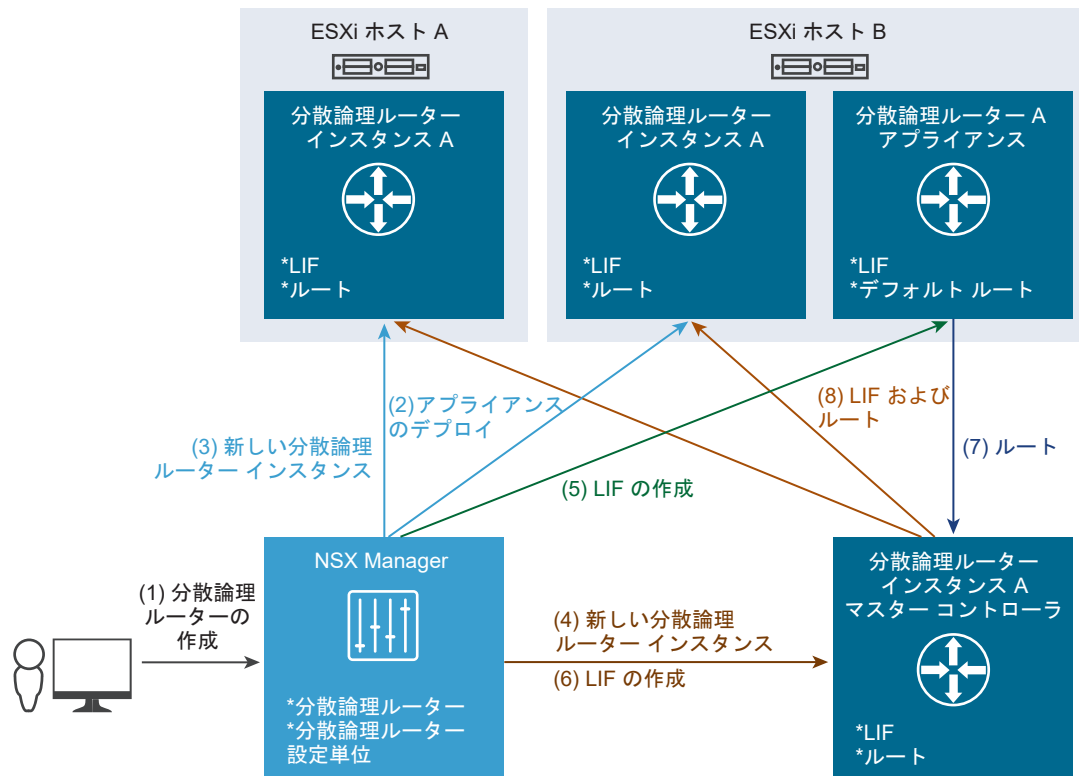 ESXi ホスト A
ESXi ホスト B
分散論理ルーター
インスタンス A
*LIF
*ルート
分散論理ルーター
インスタンス A
*LIF
*ルート
分散論理ルーター A
アプライアンス
*LIF
*デフォルト ルート
(2)アプライアンス
のデプロイ
(3) 新しい分散論理
ルーター インスタンス
(5) LIF の作成
(8) LIF および
ルート
(7) ルート
(1) 分散論理
ルーターの
作成
NSX Manager
*分散論理ルーター
*分散論理ルーター
設定単位
(4) 新しい分散論理
ルーター インスタンス
(6) LIF の作成
分散論理ルーター
インスタンス A
マスター コントローラ
*LIF
*ルート